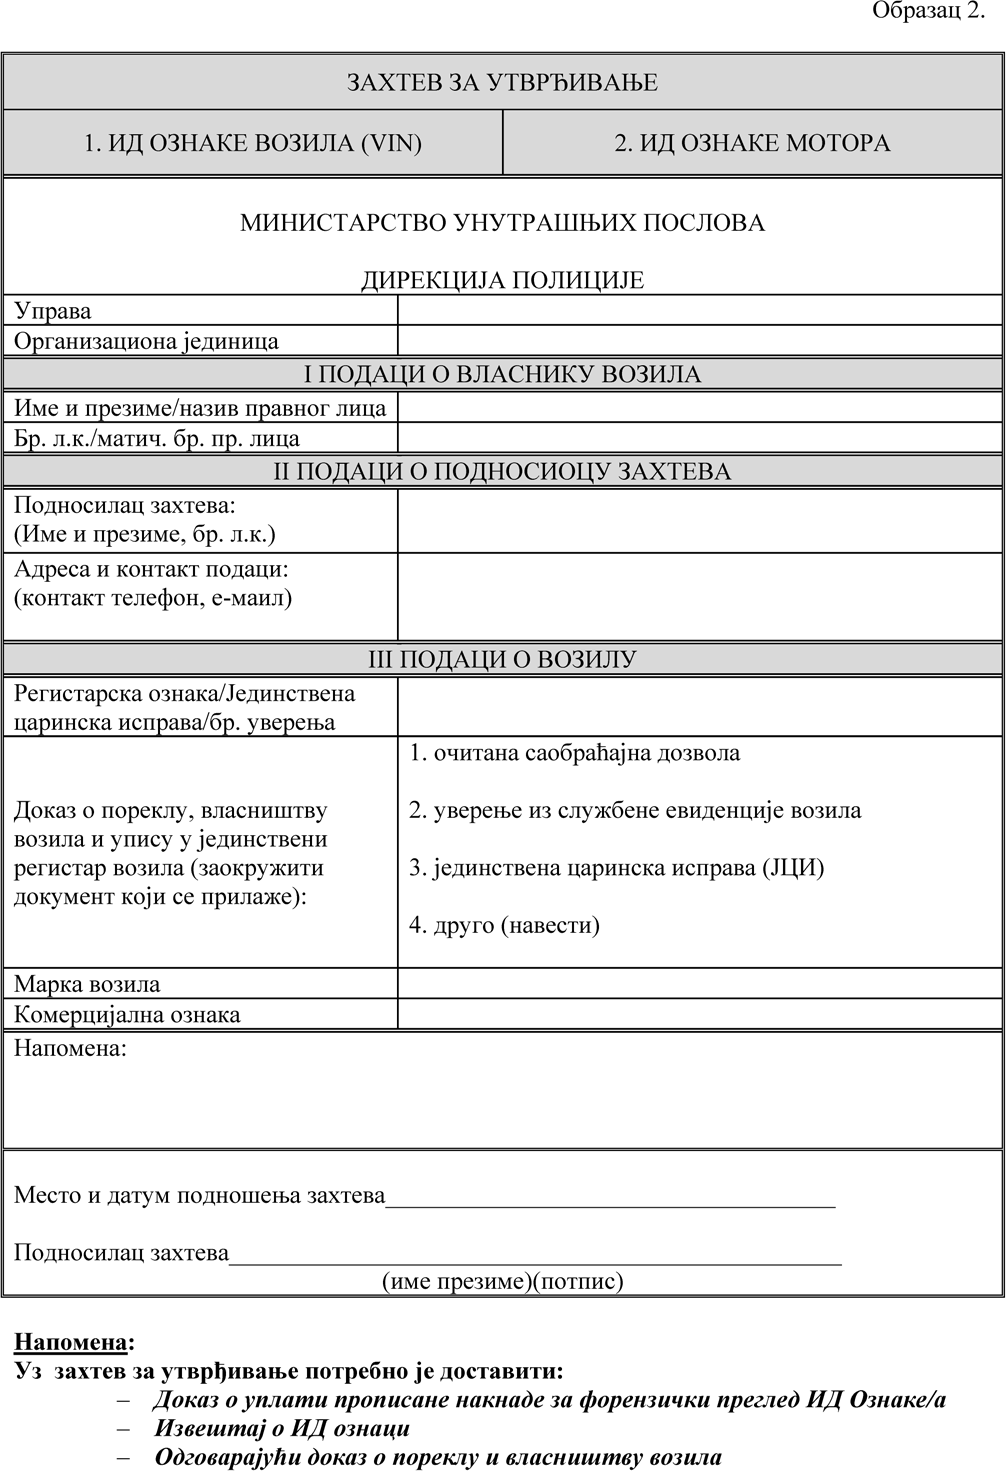 Образац 2.
ЗАХТЕВ ЗА УТВРЂИВАЊЕ
1. ИД ОЗНАКЕ ВОЗИЛА (VIN)
2. ИД ОЗНАКЕ МОТОРА
МИНИСТАРСТВО УНУТРАШЊИХ ПОСЛОВА
ДИРЕКЦИЈА ПОЛИЦИЈЕ
Управа
Организациона јединица
I ПОДАЦИ О ВЛАСНИКУ ВОЗИЛА
Име и презиме/назив правног лица
Бр. л.к./матич. бр. пр. лица
II ПОДАЦИ О ПОДНОСИОЦУ ЗАХТЕВА
Подносилац захтева:
(Име и презиме, бр. л.к.)
Адреса и контакт подаци:
(контакт телефон, е-маил)
III ПОДАЦИ О ВОЗИЛУ
Регистарска ознака/Јединствена
царинска исправа/бр. уверења
Доказ о пореклу, власништву
возила и упису у јединствени
регистар возила (заокружити
документ који се прилаже):
1. очитана саобраћајна дозвола
2. уверење из службене евиденције возила
3. јединствена царинска исправа (ЈЦИ)
4. друго (навести)
Марка возила
Комерцијална ознака
Напомена:
Место и датум подношења захтева____________________________________
Подносилац захтева_________________________________________________
(име презиме)(потпис)
Напомена:
Уз  захтев за утврђивање потребно је доставити:
– Доказ о уплати прописане накнаде за форензички преглед ИД Ознаке/а
– Извештај о ИД ознаци
– Одговарајући доказ о пореклу и власништву возила